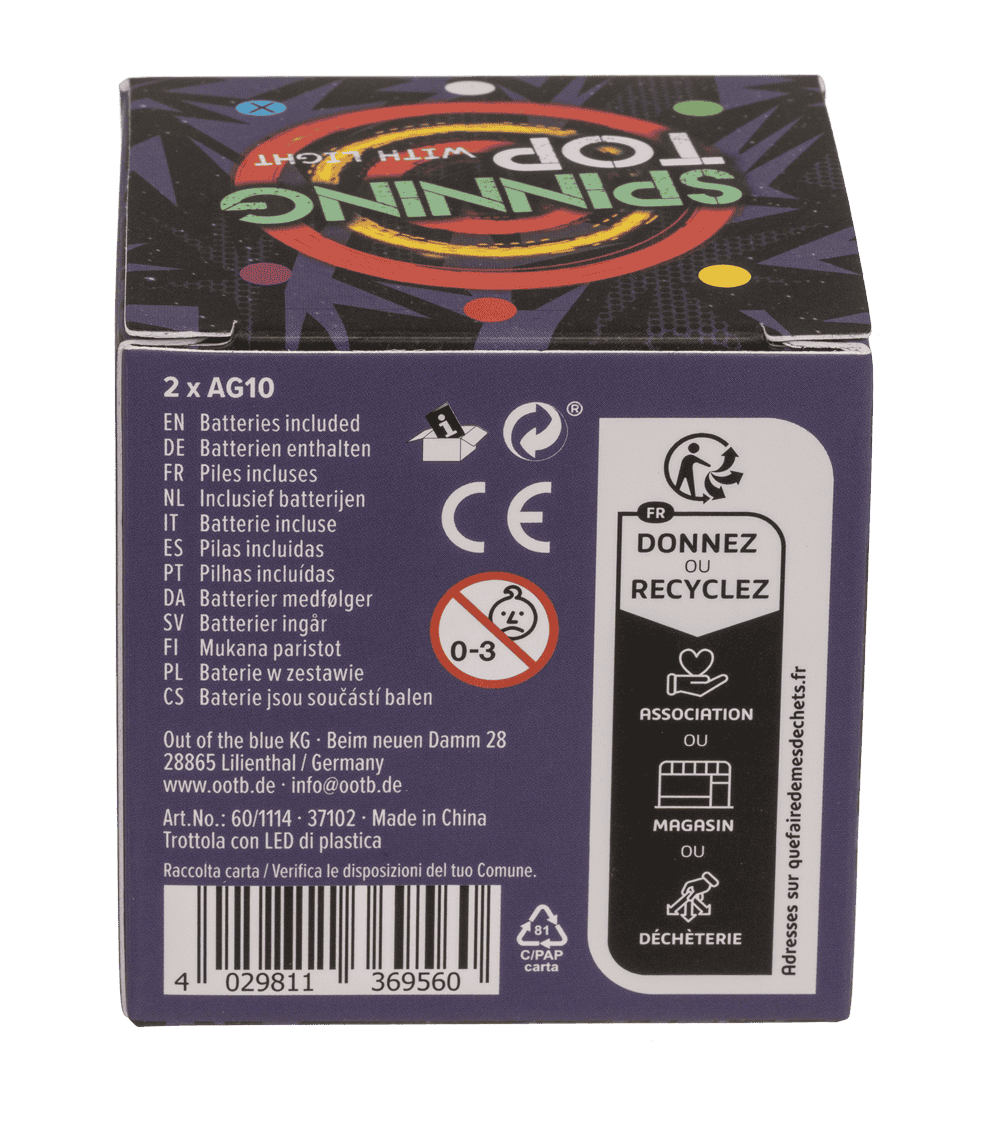 SPINNING
TOP
WITH LIGHT
2 x AG10
EN Batteries included
DE Batterien enthalten
FR Piles incluses
NL Inclusief batterijen
IT Batterie incluse
ES Pilas incluidas
PT Pilhas incluídas
DA Batterier medfølger
SV Batterier ingår
FI Mukana paristot
PL Baterie w zestawie
CS Baterie jsou součástí balen
Out of the blue KG · Beim neuen Damm 28
28865 Lilienthal / Germany
www.ootb.de · info@ootb.de
Art.No.: 60/1114 · 37102 · Made in China
Trottola con LED di plastica
Raccolta carta / Verifica le disposizioni del tuo Comune.
4 029811 369560
i
®
CE
0-3
81
C/PAP
carta
FR
DONNEZ
OU
RECYCLEZ
ASSOCIATION
OU
MAGASIN
OU
DÉCHÈTERIE
Adresses sur quefairedemesdechets.fr